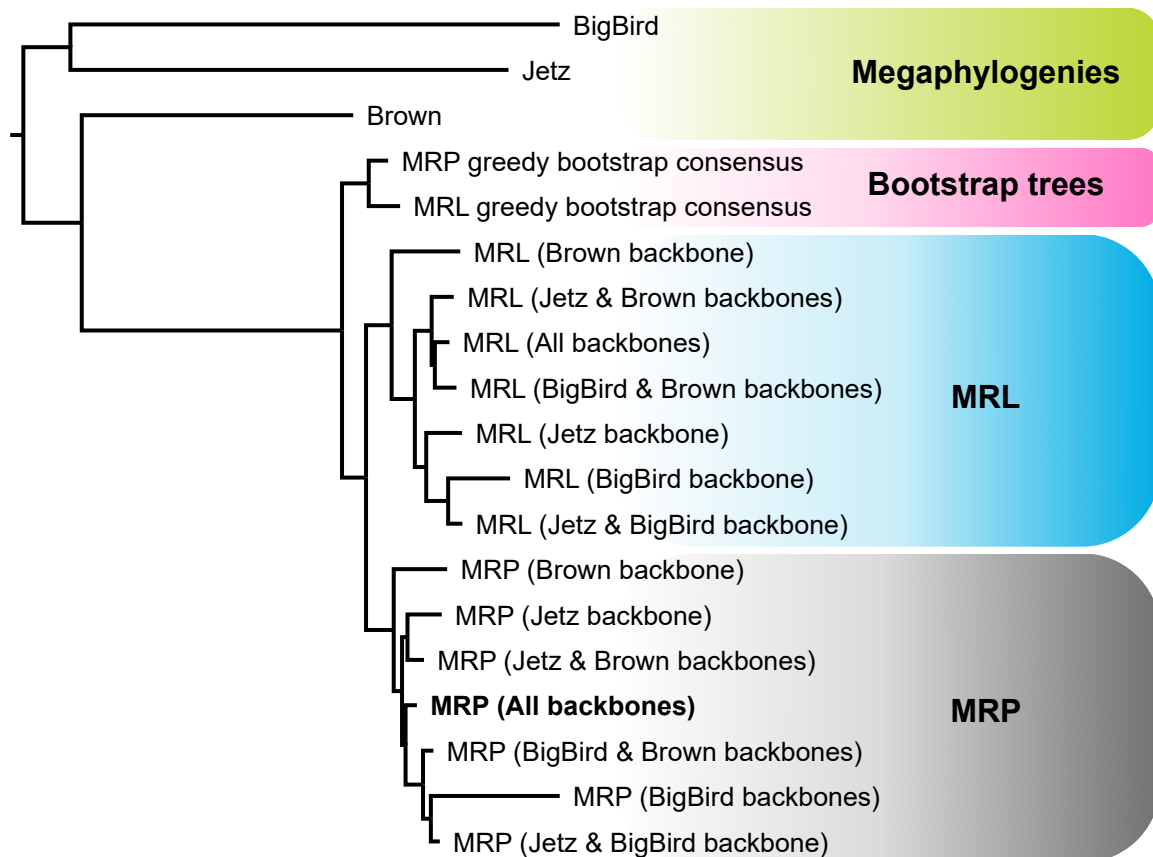 BigBird
Jetz
Megaphylogenies
Brown
MRP greedy bootstrap consensus
MRL greedy bootstrap consensus
Bootstrap trees
MRL (Brown backbone)
MRL (Jetz & Brown backbones)
MRL (All backbones)
MRL (BigBird & Brown backbones)
MRL
MRL (Jetz backbone)
MRL (BigBird backbone)
MRL (Jetz & BigBird backbone)
MRP (Brown backbone)
MRP (Jetz backbone)
MRP (Jetz & Brown backbones)
MRP (All backbones)
MRP
MRP (BigBird & Brown backbones)
MRP (BigBird backbones)
MRP (Jetz & BigBird backbone)